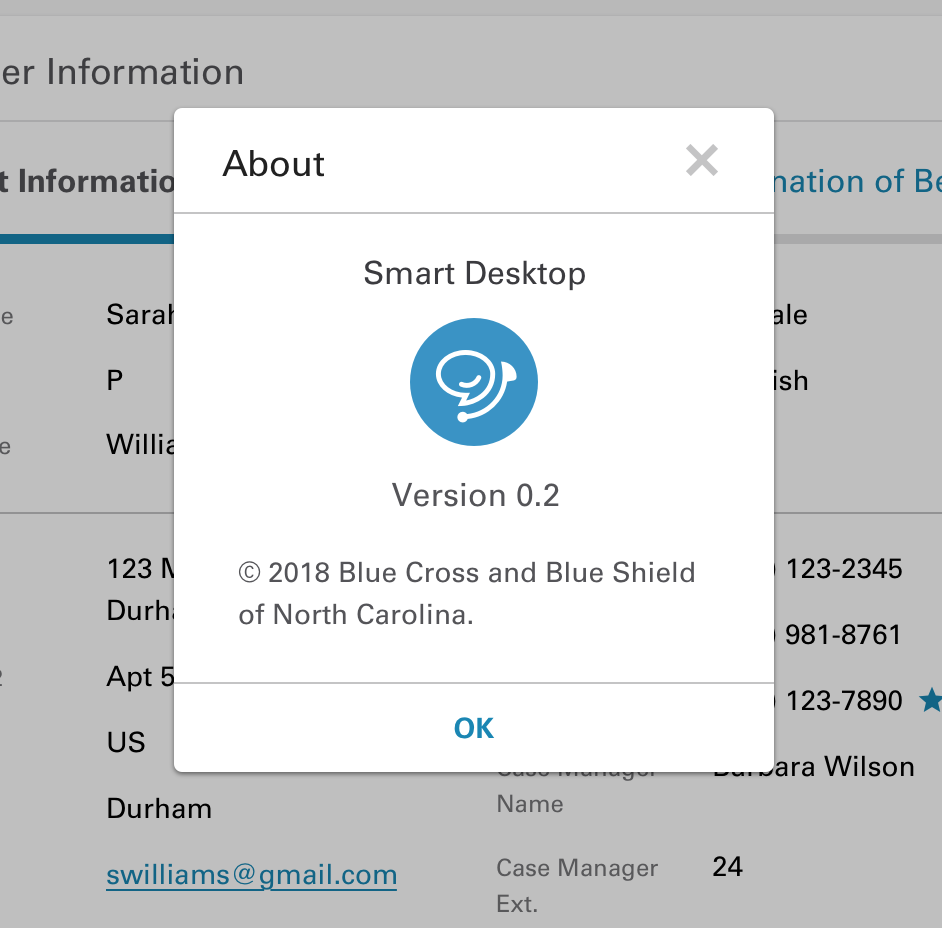 er Information
About
t Informatio
nation of Be
Smart Desktop
e
Sarah
ale
P
ish
e
Willia
Version 0.2
123 M
) 123-2345
© 2018 Blue Cross and Blue Shield
of North Carolina.
Durha
) 981-8761
2
Apt 5
) 123-7890
OK
US
Case Manager
Name
Barbara Wilson
Durham
swilliams@gmail.com
Case Manager
Ext.
24